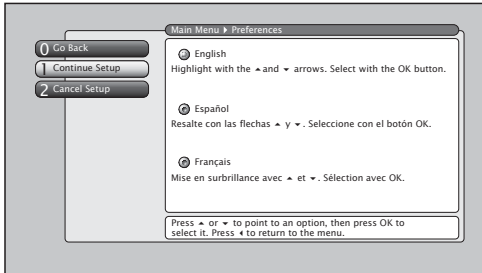 Main Menu ▸ Preferences
0 Go Back
1 Continue Setup
2 Cancel Setup
English
Highlight with the ▴ and ▾ arrows. Select with the OK button.
Español
Resalte con las flechas ▴ y ▾. Seleccione con el botón OK.
Français
Mise en surbrillance avec ▴ et ▾. Sélection avec OK.
Press ▴ or ▾ to point to an option, then press OK to
select it. Press ◂ to return to the menu.